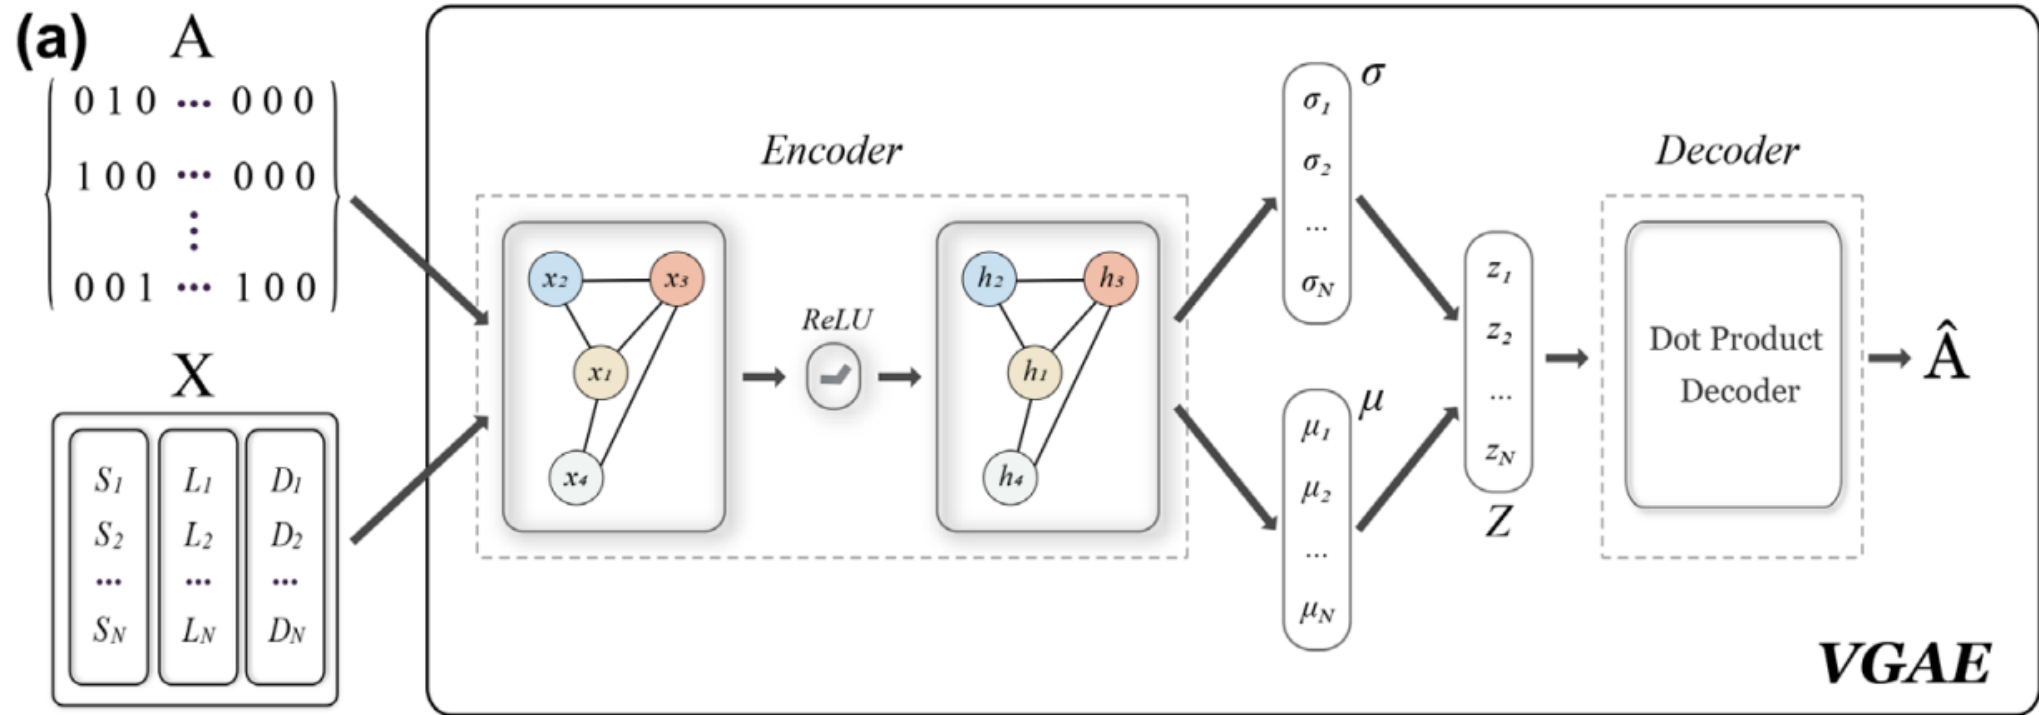 (a)
A
0 1 0 ... 0 0 0
1 0 0 ... 0 0 0
⋮
0 0 1 ... 1 0 0
X
S1 L1 D1
S2 L2 D2
... ... ...
SN LN DN
Encoder
x2 x3
x1
x4
ReLU
h2 h3
h1
h4
σ
σ1
σ2
...
σN
μ
μ1
μ2
...
μN
z1
z2
...
zN
Z
Decoder
Dot Product
Decoder
Â
VGAE